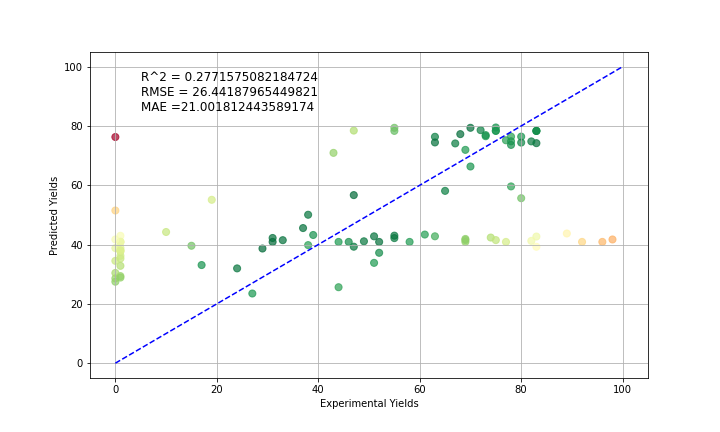 R^2 = 0.2771575082184724
RMSE = 26.44187965449821
MAE =21.001812443589174
Predicted Yields
100
80
60
40
20
0
0 20 40 60 80 100
Experimental Yields